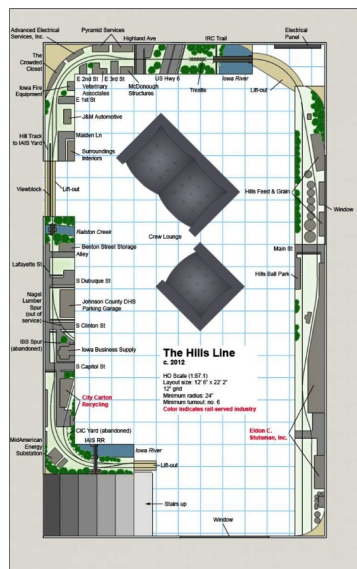 Pyramid Services
Advanced Electrical
Services, Inc.
Highland Ave
IRC Trail
Electrical
Panel
The
Crowded
Closet
E 2nd St
E 3rd St
US Hwy 6
Iowa River
Veterinary
Associates
McDonough
Structures
Trestle
Lift-out
Iowa Fire
Equipment
E 1st St
J&M Automotive
Hill Track
to IAIS Yard
Maiden Ln
Surroundings
Interiors
Viewblock
Lift-out
Hills Feed & Grain
Window
Ralston Creek
Crew Lounge
Benton Street Storage
Alley
Main St
Lafayette St
S Dubuque St
Hills Ball Park
Nagel
Lumber
Spur
(out of
service)
Johnson County DHS
Parking Garage
S Clinton St
IBS Spur
(abandoned)
Iowa Business Supply
S Capitol St
The Hills Line
c. 2012
HO Scale (1:87.1)
Layout size: 12' 6" x 22' 2"
12" grid
Minimum radius: 24"
Minimum turnout: no. 6
Color indicates rail-served industry
City Carton
Recycling
Eldon C.
Stutsman, Inc.
CIC Yard (abandoned)
IAIS RR
Iowa River
MidAmerican
Energy
Substation
Lift-out
Stairs up
Window